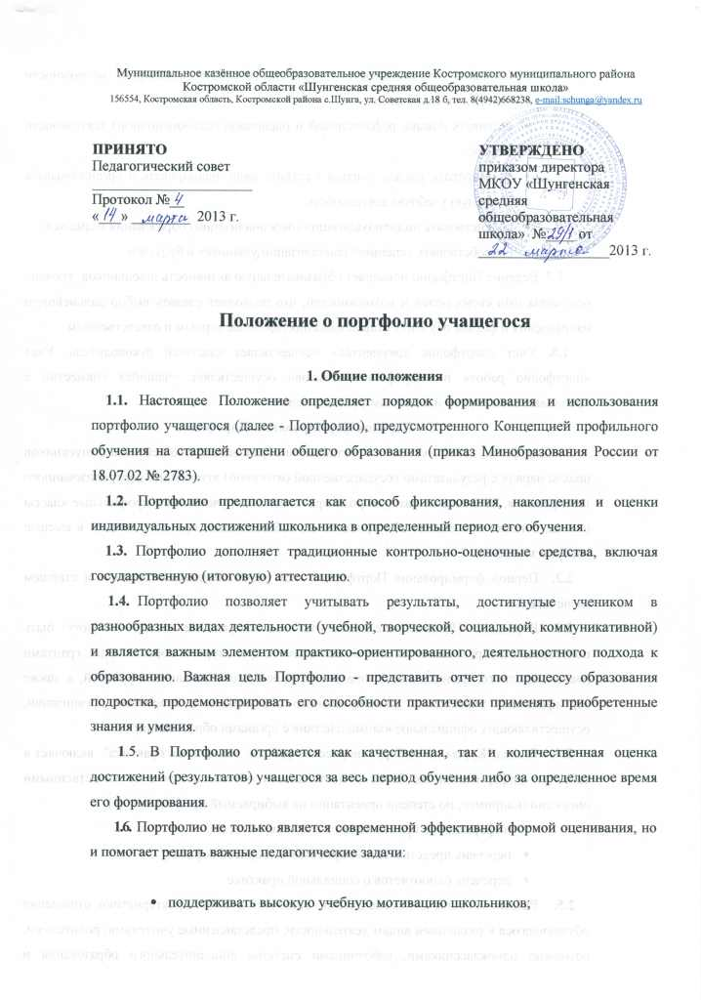 Муниципальное казённое общеобразовательное учреждение Костромского муниципального района
Костромской области «Шунгенская средняя общеобразовательная школа»
156554, Костромская область, Костромской района с.Шунга, ул. Советская д.18 б, тел. 8(4942)668238, e-mail.schunga@yandex.ru
ПРИНЯТО
Педагогический совет
Протокол № 4
« 14 » марта 2013 г.
УТВЕРЖДЕНО
приказом директора
МКОУ «Шунгенская
средняя
общеобразовательная
школа» № 29/1 от
22 марта 2013 г.
Положение о портфолио учащегося
1. Общие положения
1.1. Настоящее Положение определяет порядок формирования и использования
портфолио учащегося (далее - Портфолио), предусмотренного Концепцией профильного
обучения на старшей ступени общего образования (приказ Минобразования России от
18.07.02 № 2783).
1.2. Портфолио предполагается как способ фиксирования, накопления и оценки
индивидуальных достижений школьника в определенный период его обучения.
1.3. Портфолио дополняет традиционные контрольно-оценочные средства, включая
государственную (итоговую) аттестацию.
1.4. Портфолио позволяет учитывать результаты, достигнутые учеником в
разнообразных видах деятельности (учебной, творческой, социальной, коммуникативной)
и является важным элементом практико-ориентированного, деятельностного подхода к
образованию. Важная цель Портфолио - представить отчет по процессу образования
подростка, продемонстрировать его способности практически применять приобретенные
знания и умения.
1.5. В Портфолио отражается как качественная, так и количественная оценка
достижений (результатов) учащегося за весь период обучения либо за определенное время
его формирования.
1.6. Портфолио не только является современной эффективной формой оценивания, но
и помогает решать важные педагогические задачи:
• поддерживать высокую учебную мотивацию школьников;